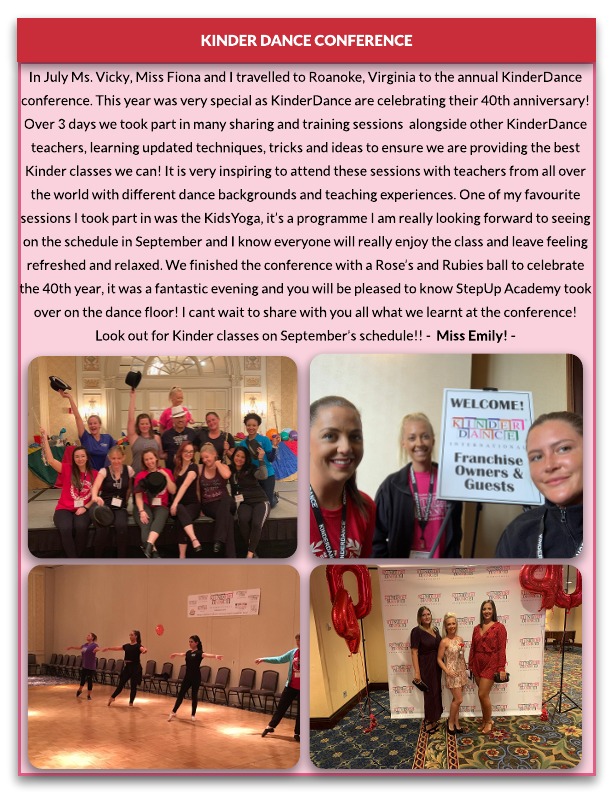 KINDER DANCE CONFERENCE
In July Ms. Vicky, Miss Fiona and I travelled to Roanoke, Virginia to the annual KinderDance
conference. This year was very special as KinderDance are celebrating their 40th anniversary!
Over 3 days we took part in many sharing and training sessions alongside other KinderDance
teachers, learning updated techniques, tricks and ideas to ensure we are providing the best
Kinder classes we can! It is very inspiring to attend these sessions with teachers from all over
the world with different dance backgrounds and teaching experiences. One of my favourite
sessions I took part in was the KidsYoga, it's a programme I am really looking forward to seeing
on the schedule in September and I know everyone will really enjoy the class and leave feeling
refreshed and relaxed. We finished the conference with a Rose's and Rubies ball to celebrate
the 40th year, it was a fantastic evening and you will be pleased to know StepUp Academy took
over on the dance floor! I cant wait to share with you all what we learnt at the conference!
Look out for Kinder classes on September's schedule!! - Miss Emily! -
WELCOME!
KINDER
DANCE
INTERNATIONAL
Franchise
Owners &
Guests